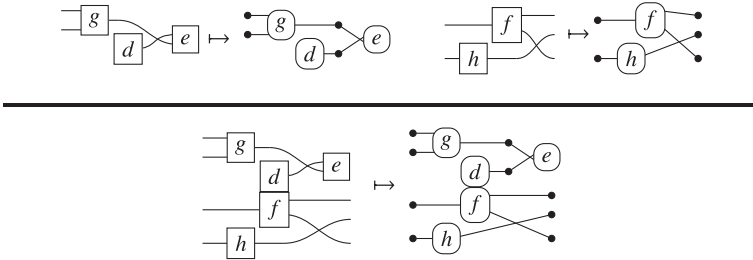 g d e ↦ g d e
f h ↦ f h
g d e f h ↦ g d e f h